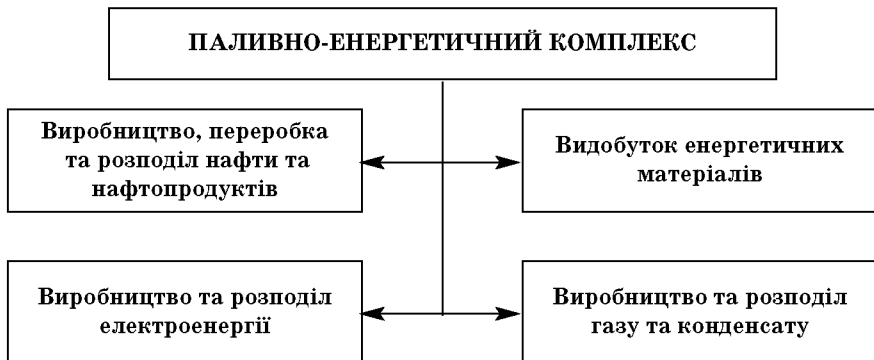 ПАЛИВНО-ЕНЕРГЕТИЧНИЙ КОМПЛЕКС
Виробництво, переробка
та розподіл нафти та
нафтопродуктів
Видобуток енергетичних
матеріалів
Виробництво та розподіл
електроенергії
Виробництво та розподіл
газу та конденсату